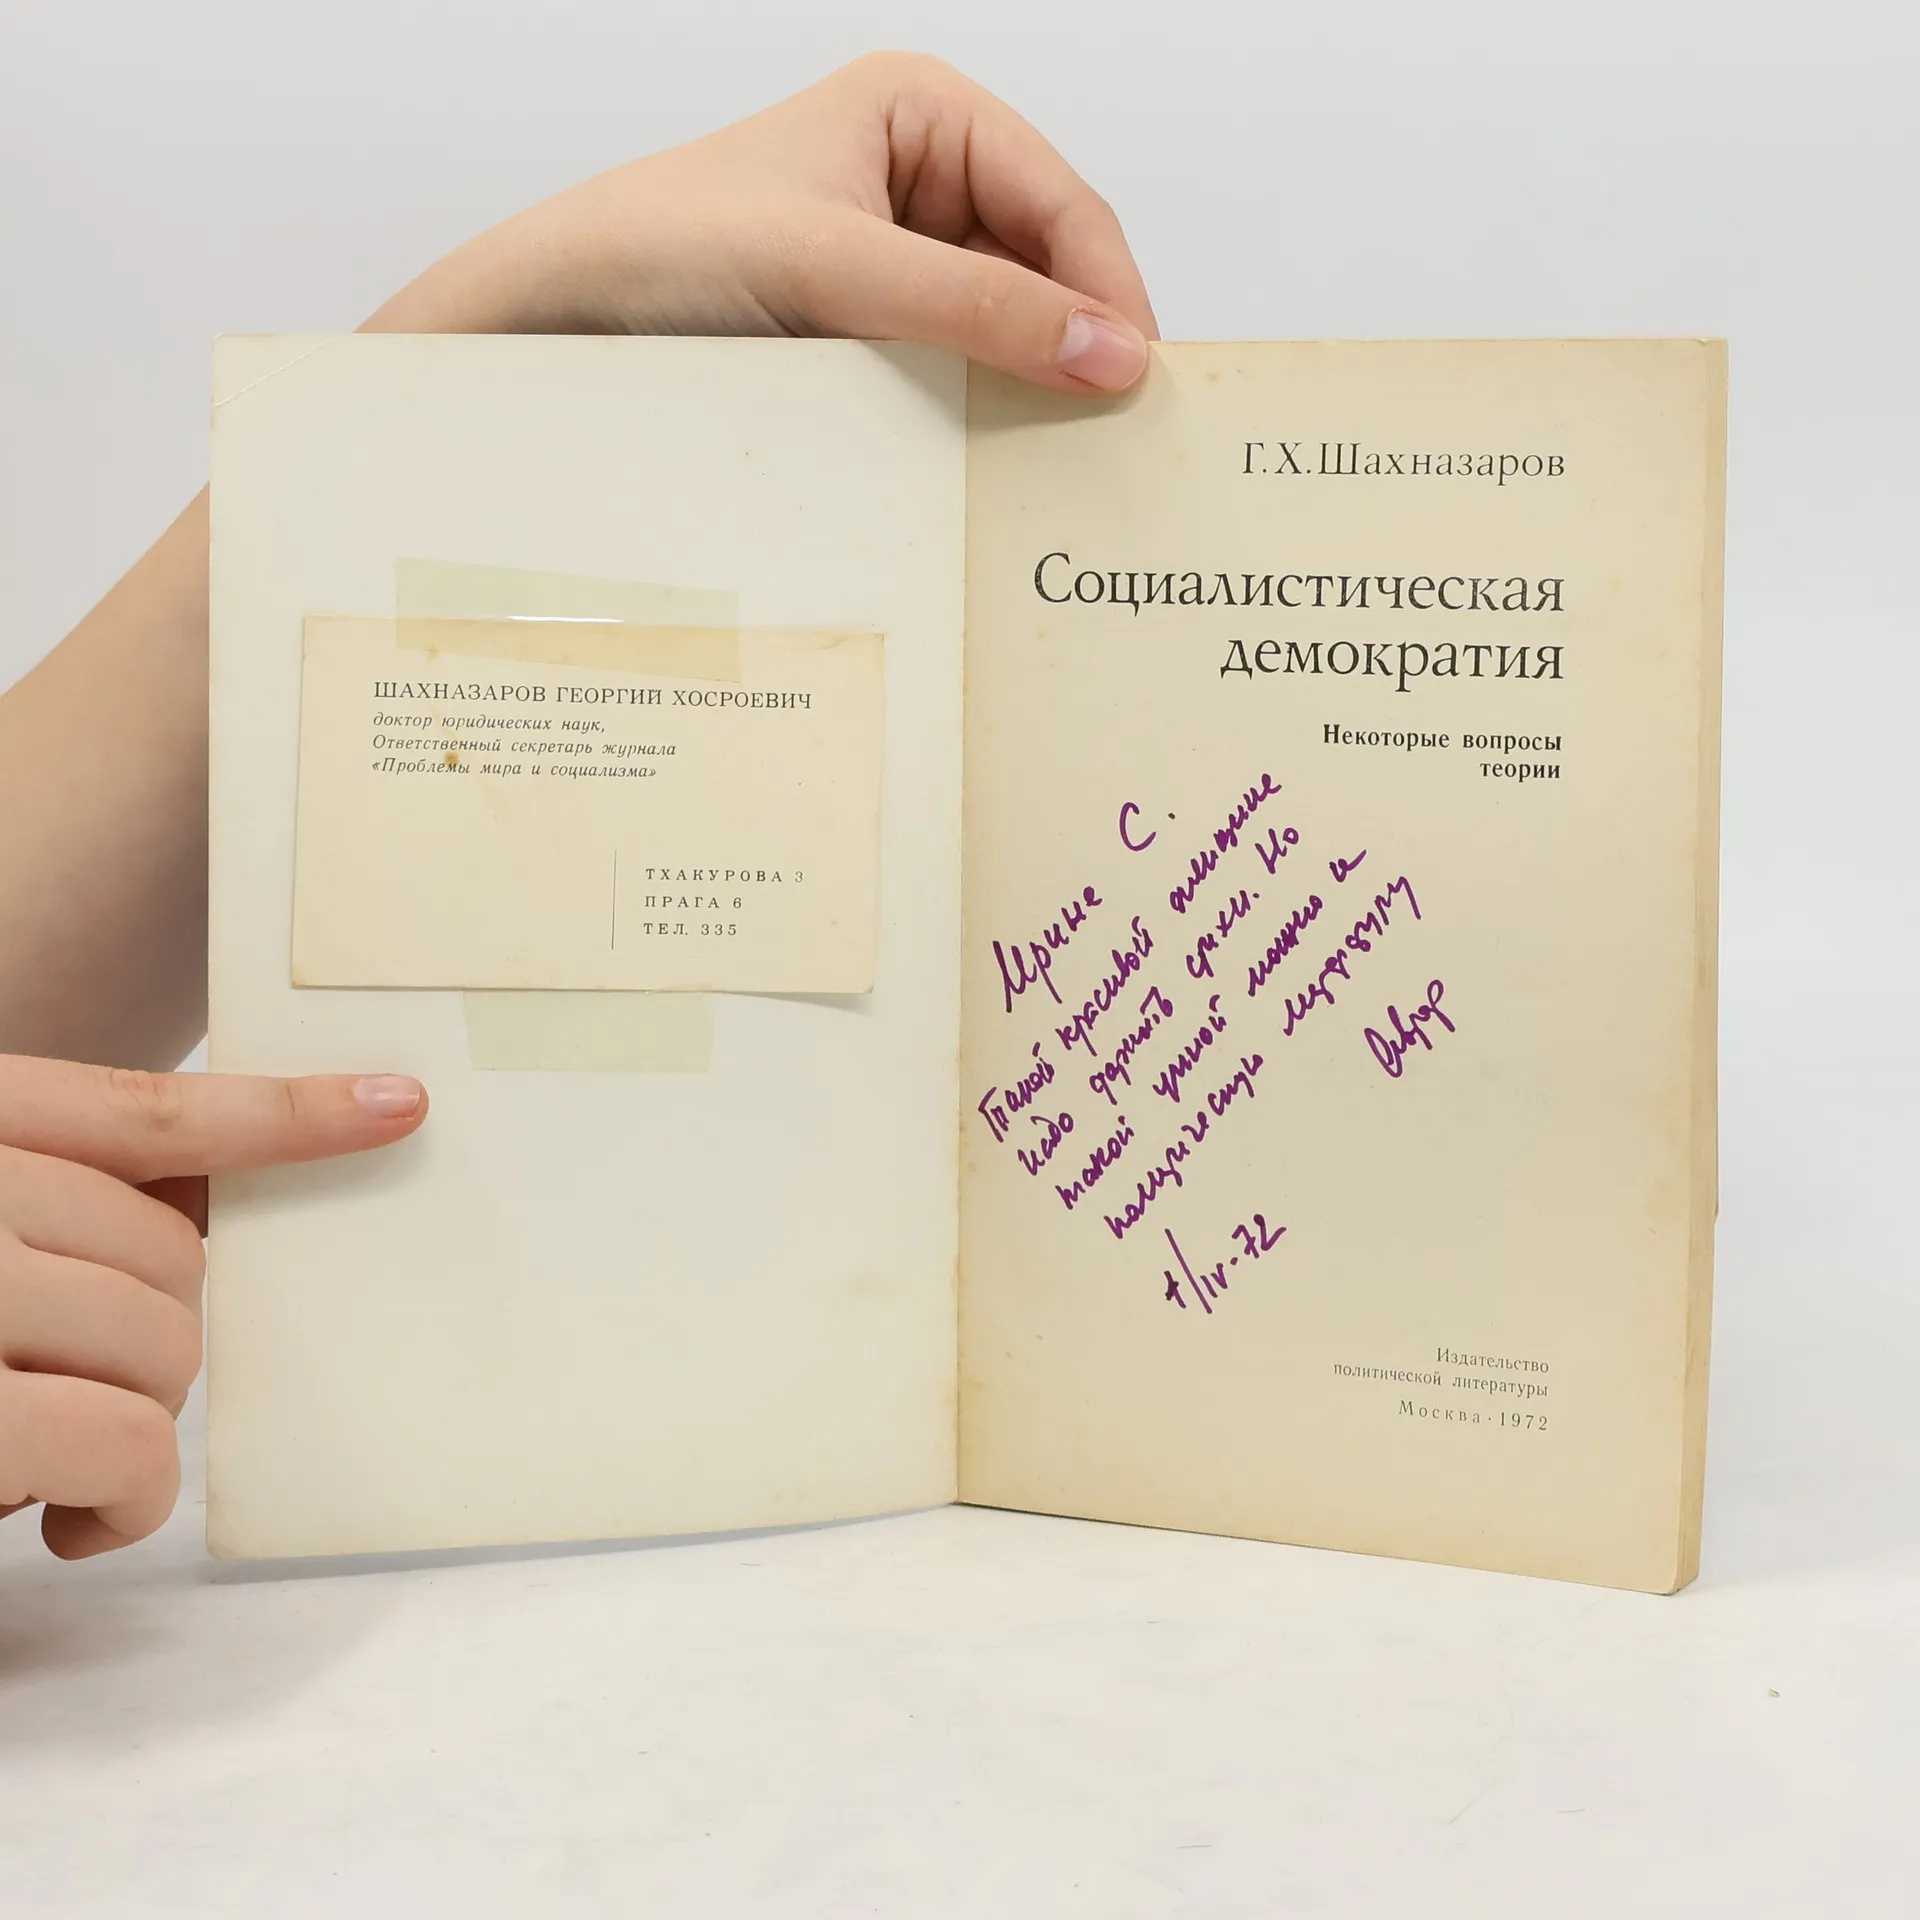 ШАХНАЗАРОВ ГЕОРГИЙ ХОСРОЕВИЧ
доктор юридических наук,
Ответственный секретарь журнала
«Проблемы мира и социализма»
ТХАКУРОВА 3
ПРАГА 6
ТЕЛ. 335
Г. Х. Шахназаров
Социалистическая
демократия
Некоторые вопросы
теории
Ирине С.
Такой красивой женщине
надо дарить стихи. Но
такой умной можно и
политическую литературу
Автор
1/IV-72
Издательство
политической литературы
Москва · 1972